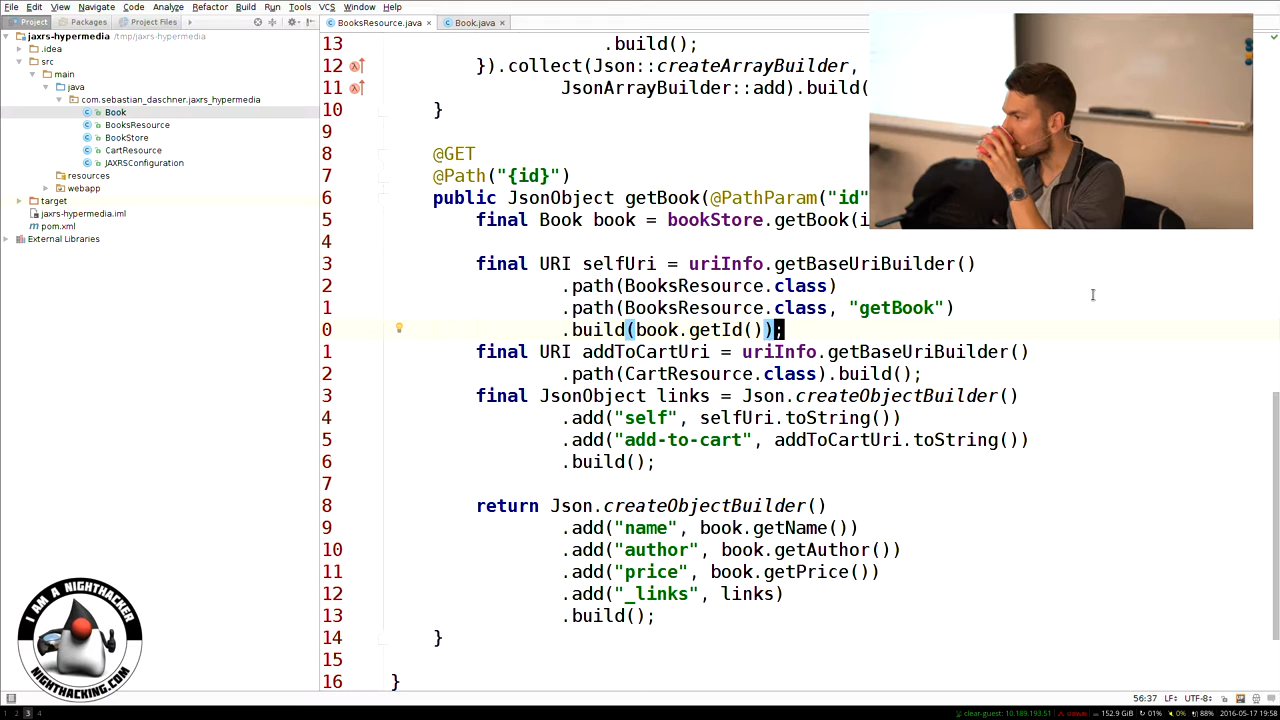 File Edit View Navigate Code Analyze Refactor Build Run Tools VCS Window Help
Project Packages Project Files
BooksResource.java Book.java
jaxrs-hypermedia /tmp/jaxrs-hypermedia
.idea
src
main
java
com.sebastian_daschner.jaxrs_hypermedia
Book
BooksResource
BookStore
CartResource
JAXRSConfiguration
resources
webapp
target
jaxrs-hypermedia.iml
pom.xml
External Libraries
13 .build();
12 }).collect(Json::createArrayBuilder,
11 JsonArrayBuilder::add).build(
10 }
9
8 @GET
7 @Path("{id}")
6 public JsonObject getBook(@PathParam("id"
5 final Book book = bookStore.getBook(i
4
3 final URI selfUri = uriInfo.getBaseUriBuilder()
2 .path(BooksResource.class)
1 .path(BooksResource.class, "getBook")
0 .build(book.getId());
1 final URI addToCartUri = uriInfo.getBaseUriBuilder()
2 .path(CartResource.class).build();
3 final JsonObject links = Json.createObjectBuilder()
4 .add("self", selfUri.toString())
5 .add("add-to-cart", addToCartUri.toString())
6 .build();
7
8 return Json.createObjectBuilder()
9 .add("name", book.getName())
10 .add("author", book.getAuthor())
11 .add("price", book.getPrice())
12 .add("_links", links)
13 .build();
14 }
15
16 }
I AM A NIGHTHACKER
NIGHTHACKING.COM
56:37 LF÷ UTF-8÷
1 2 3 4
clear-guest: 10.189.193.51 152.9 GiB 01% 0% 88% 2016-05-17 19:58